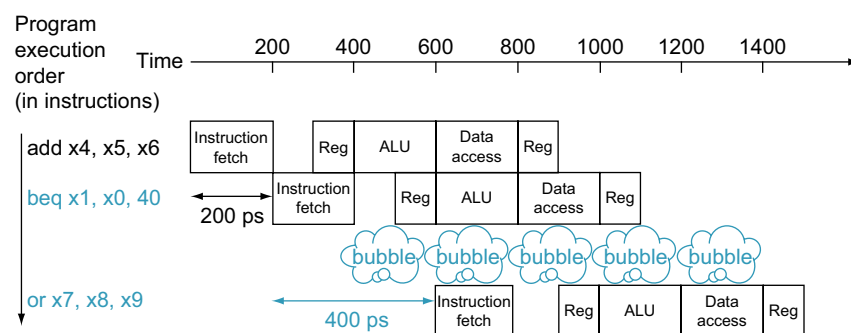 Program
execution
order
(in instructions)
Time
200 400 600 800 1000 1200 1400
add x4, x5, x6
Instruction
fetch
Reg
ALU
Data
access
Reg
beq x1, x0, 40
200 ps
Instruction
fetch
Reg
ALU
Data
access
Reg
bubble bubble bubble bubble bubble
or x7, x8, x9
400 ps
Instruction
fetch
Reg
ALU
Data
access
Reg